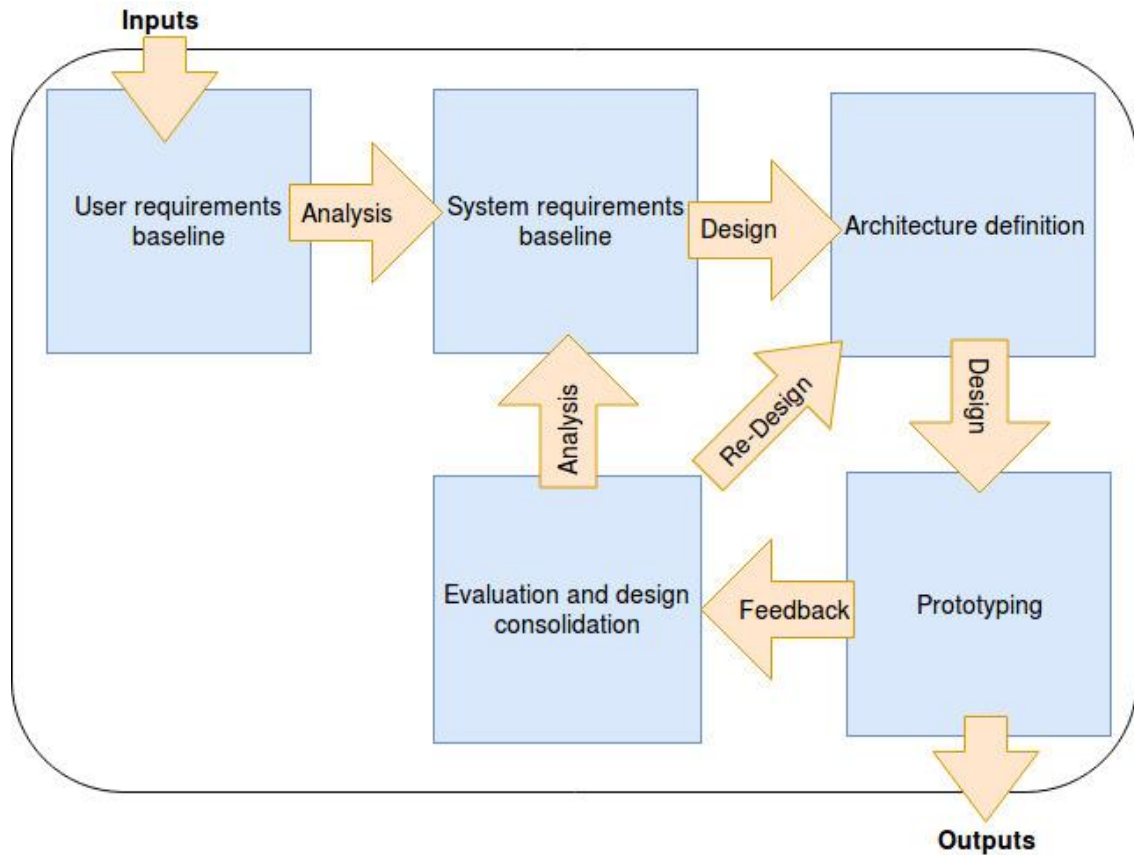 Inputs
User requirements
baseline
Analysis
System requirements
baseline
Design
Architecture definition
Analysis
Re-Design
Design
Evaluation and design
consolidation
Feedback
Prototyping
Outputs